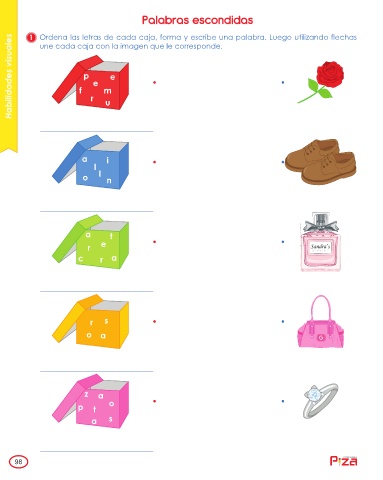 Palabras escondidas
Habilidades visuales
1 Ordena las letras de cada caja, forma y escribe una palabra. Luego utilizando flechas
une cada caja con la imagen que le corresponde.
p e
e
f m
r u
a i
l
l
o n
a t
r e
c r a
Sandra's
r s
o a
z a
o
p t
a s
98
PIZA